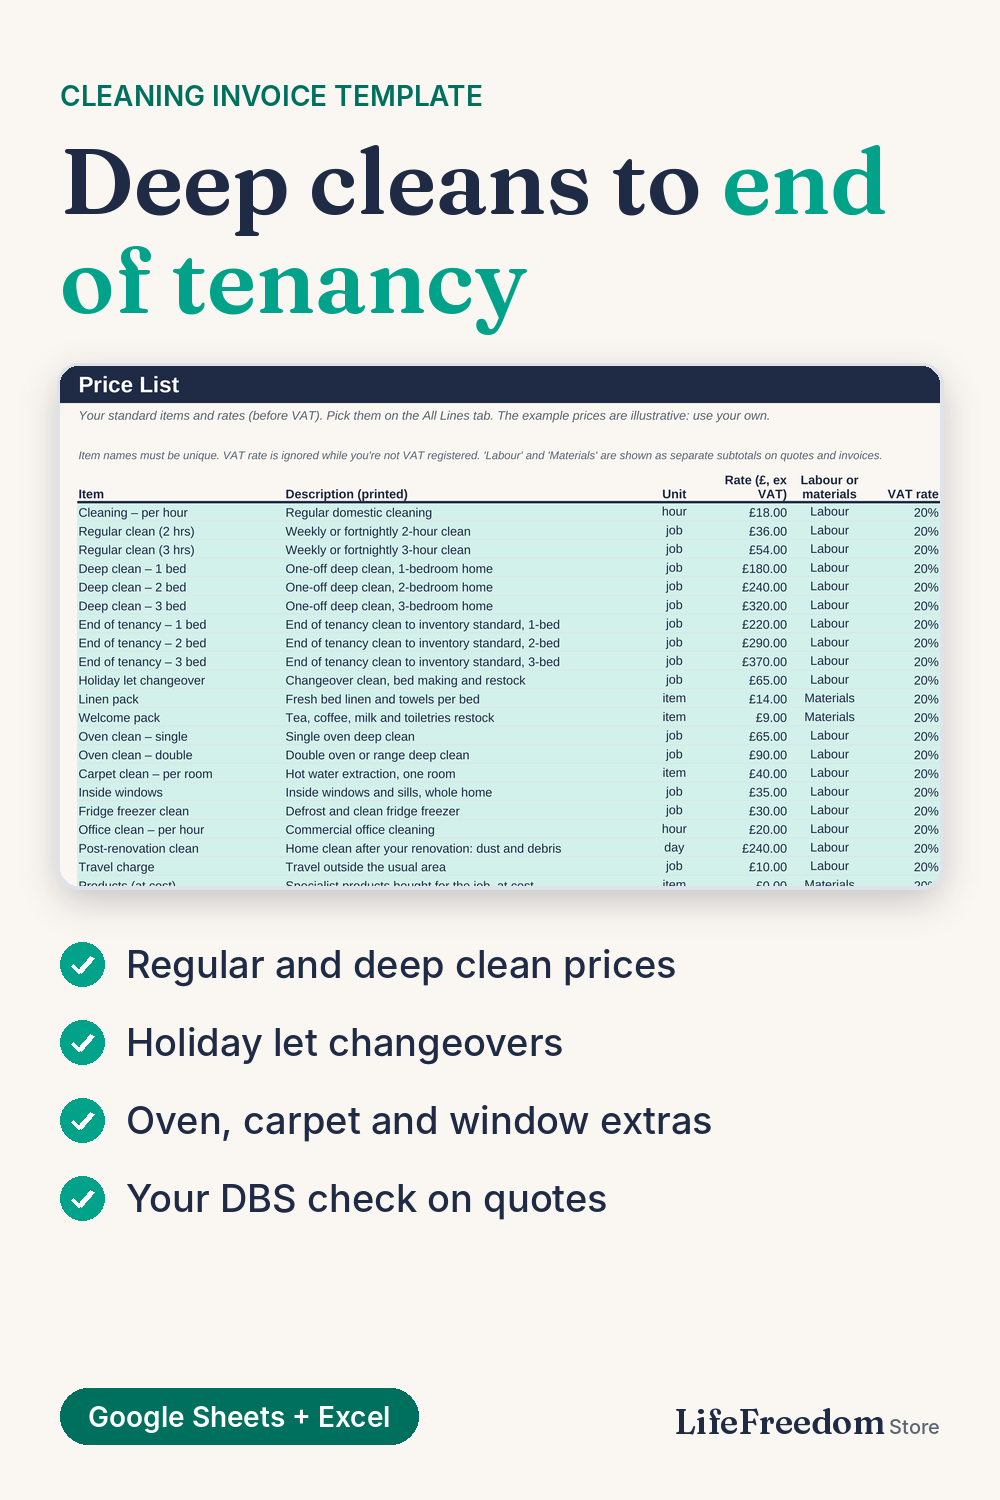 CLEANING INVOICE TEMPLATE
Deep cleans to end
of tenancy
Price List
Your standard items and rates (before VAT). Pick them on the All Lines tab. The example prices are illustrative: use your own.
Item names must be unique. VAT rate is ignored while you're not VAT registered. 'Labour' and 'Materials' are shown as separate subtotals on quotes and invoices.
Item Description (printed) Unit Rate (£, ex VAT) Labour or materials VAT rate
Cleaning – per hour Regular domestic cleaning hour £18.00 Labour 20%
Regular clean (2 hrs) Weekly or fortnightly 2-hour clean job £36.00 Labour 20%
Regular clean (3 hrs) Weekly or fortnightly 3-hour clean job £54.00 Labour 20%
Deep clean – 1 bed One-off deep clean, 1-bedroom home job £180.00 Labour 20%
Deep clean – 2 bed One-off deep clean, 2-bedroom home job £240.00 Labour 20%
Deep clean – 3 bed One-off deep clean, 3-bedroom home job £320.00 Labour 20%
End of tenancy – 1 bed End of tenancy clean to inventory standard, 1-bed job £220.00 Labour 20%
End of tenancy – 2 bed End of tenancy clean to inventory standard, 2-bed job £290.00 Labour 20%
End of tenancy – 3 bed End of tenancy clean to inventory standard, 3-bed job £370.00 Labour 20%
Holiday let changeover Changeover clean, bed making and restock job £65.00 Labour 20%
Linen pack Fresh bed linen and towels per bed item £14.00 Materials 20%
Welcome pack Tea, coffee, milk and toiletries restock item £9.00 Materials 20%
Oven clean – single Single oven deep clean job £65.00 Labour 20%
Oven clean – double Double oven or range deep clean job £90.00 Labour 20%
Carpet clean – per room Hot water extraction, one room item £40.00 Labour 20%
Inside windows Inside windows and sills, whole home job £35.00 Labour 20%
Fridge freezer clean Defrost and clean fridge freezer job £30.00 Labour 20%
Office clean – per hour Commercial office cleaning hour £20.00 Labour 20%
Post-renovation clean Home clean after your renovation: dust and debris day £240.00 Labour 20%
Travel charge Travel outside the usual area job £10.00 Labour 20%
Products (at cost) Specialist products bought for the job, at cost item £0.00 Materials 20%
Regular and deep clean prices
Holiday let changeovers
Oven, carpet and window extras
Your DBS check on quotes
Google Sheets + Excel
LifeFreedom Store